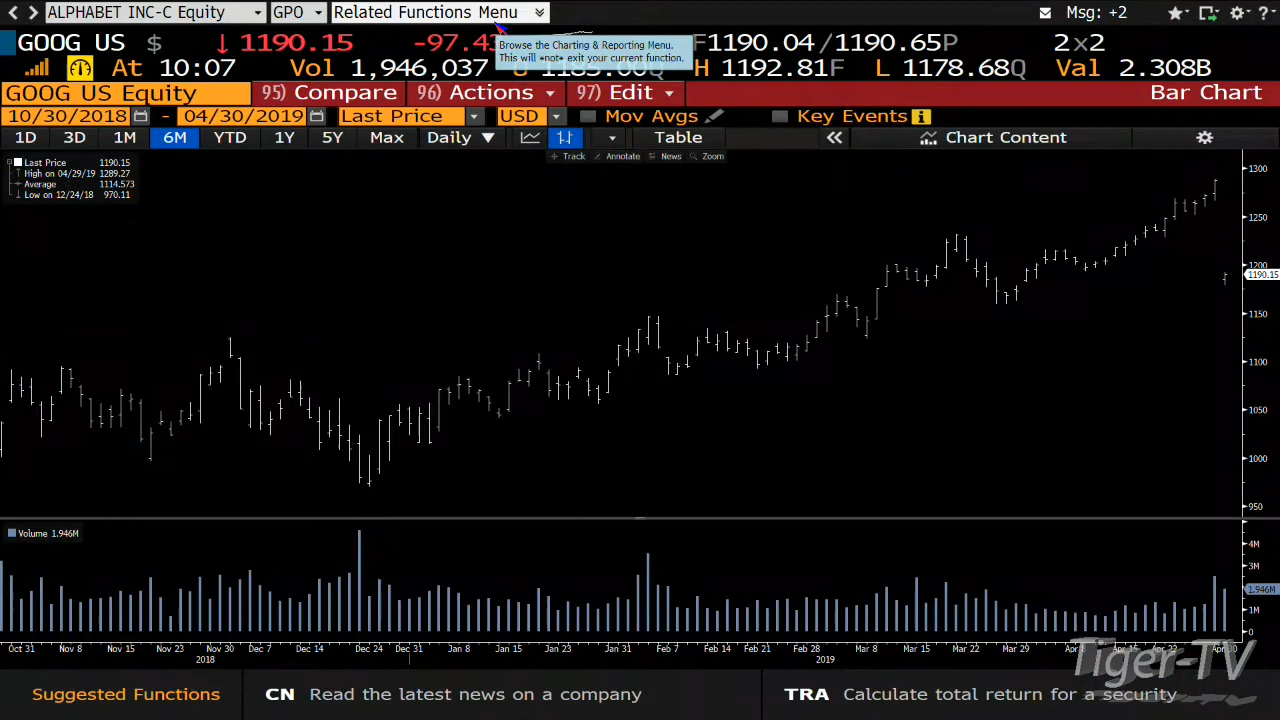 ALPHABET INC-C Equity GPO Related Functions Menu Msg: +2
GOOG US $ 1190.15 -97.43 F1190.04/1190.65P 2x2
Browse the Charting & Reporting Menu.
This will *not* exit your current function.
At 10:07 Vol 1,946,037 O 1185.00Q H 1192.81F L 1178.68Q Val 2.308B
GOOG US Equity 95) Compare 96) Actions 97) Edit Bar Chart
10/30/2018 - 04/30/2019 Last Price USD Mov Avgs Key Events
1D 3D 1M 6M YTD 1Y 5Y Max Daily Table Chart Content
Track Annotate News Zoom
Last Price 1190.15
High on 04/29/19 1289.27
Average 1114.573
Low on 12/24/18 970.11
1300
1250
1200
1190.15
1150
1100
1050
1000
950
Volume 1.946M
4M
3M
1.946M
1M
0
Oct 31 Nov 8 Nov 15 Nov 23 Nov 30 Dec 7 Dec 14 Dec 24 Dec 31 Jan 8 Jan 15 Jan 23 Jan 31 Feb 7 Feb 14 Feb 21 Feb 28 Mar 8 Mar 15 Mar 22 Mar 29 Apr 22 Apr 30
2018 2019
Tiger-TV
Suggested Functions CN Read the latest news on a company TRA Calculate total return for a security